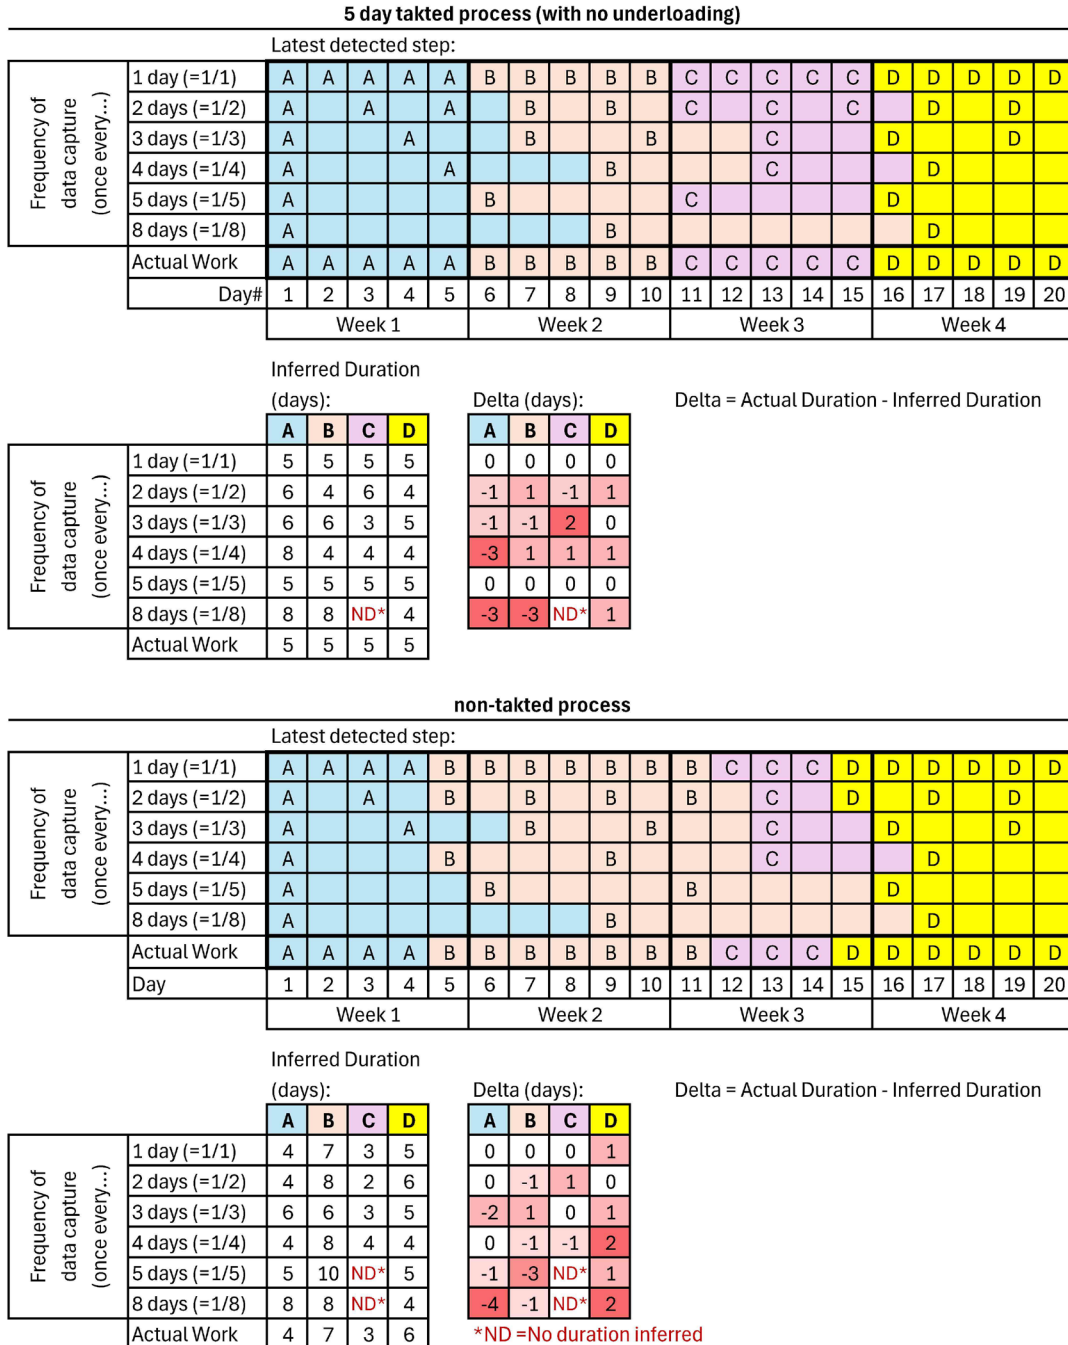 5 day takted process (with no underloading)
Latest detected step:
Frequency of
data capture
(once every...)
1 day (=1/1) A A A A A B B B B B C C C C C D D D D D
2 days (=1/2) A A A B B C C C D D
3 days (=1/3) A A B B C D D
4 days (=1/4) A A B C D
5 days (=1/5) A B C D
8 days (=1/8) A B D
Actual Work A A A A A B B B B B C C C C C D D D D D
Day# 1 2 3 4 5 6 7 8 9 10 11 12 13 14 15 16 17 18 19 20
Week 1 Week 2 Week 3 Week 4
Inferred Duration
(days): Delta (days): Delta = Actual Duration - Inferred Duration
A B C D A B C D
Frequency of
data capture
(once every...)
1 day (=1/1) 5 5 5 5 0 0 0 0
2 days (=1/2) 6 4 6 4 -1 1 -1 1
3 days (=1/3) 6 6 3 5 -1 -1 2 0
4 days (=1/4) 8 4 4 4 -3 1 1 1
5 days (=1/5) 5 5 5 5 0 0 0 0
8 days (=1/8) 8 8 ND* 4 -3 -3 ND* 1
Actual Work 5 5 5 5
non-takted process
Latest detected step:
Frequency of
data capture
(once every...)
1 day (=1/1) A A A A B B B B B B B C C C D D D D D D
2 days (=1/2) A A B B B B C D D D
3 days (=1/3) A A B B C D D
4 days (=1/4) A B B C D
5 days (=1/5) A B B D
8 days (=1/8) A B D
Actual Work A A A A B B B B B B B C C C D D D D D D
Day 1 2 3 4 5 6 7 8 9 10 11 12 13 14 15 16 17 18 19 20
Week 1 Week 2 Week 3 Week 4
Inferred Duration
(days): Delta (days): Delta = Actual Duration - Inferred Duration
A B C D A B C D
Frequency of
data capture
(once every...)
1 day (=1/1) 4 7 3 5 0 0 0 1
2 days (=1/2) 4 8 2 6 0 -1 1 0
3 days (=1/3) 6 6 3 5 -2 1 0 1
4 days (=1/4) 4 8 4 4 0 -1 -1 2
5 days (=1/5) 5 10 ND* 5 -1 -3 ND* 1
8 days (=1/8) 8 8 ND* 4 -4 -1 ND* 2
Actual Work 4 7 3 6 *ND =No duration inferred